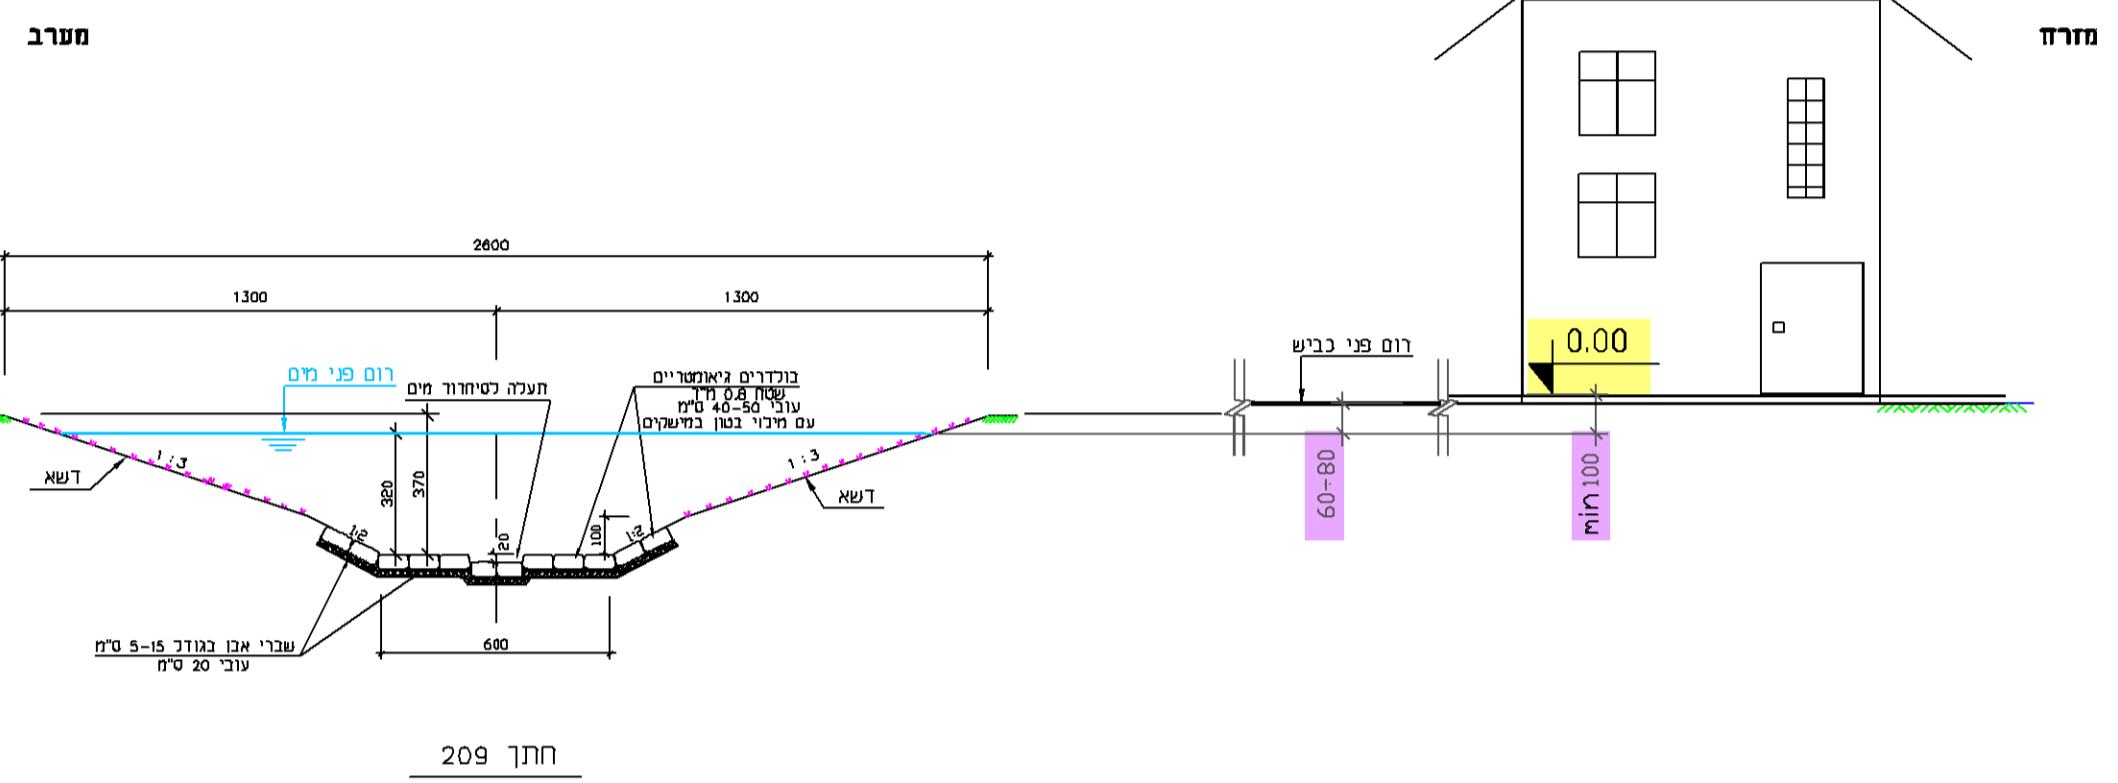 מערב
מזרח
2600
1300
1300
0.00
רום פני כביש
רום פני מים
תעלה לסיחרור מים
בולדרים גיאומטריים
שטח 0.8 מ"ר
עובי 40-50 ס"מ
עם מילוי בטון במישקים
1:3
1:3
דשא
דשא
320
370
20
100
1:2
1:2
60÷80
min 100
שברי אבן בגודל 5-15 ס"מ
עובי 20 ס"מ
600
חתך 209